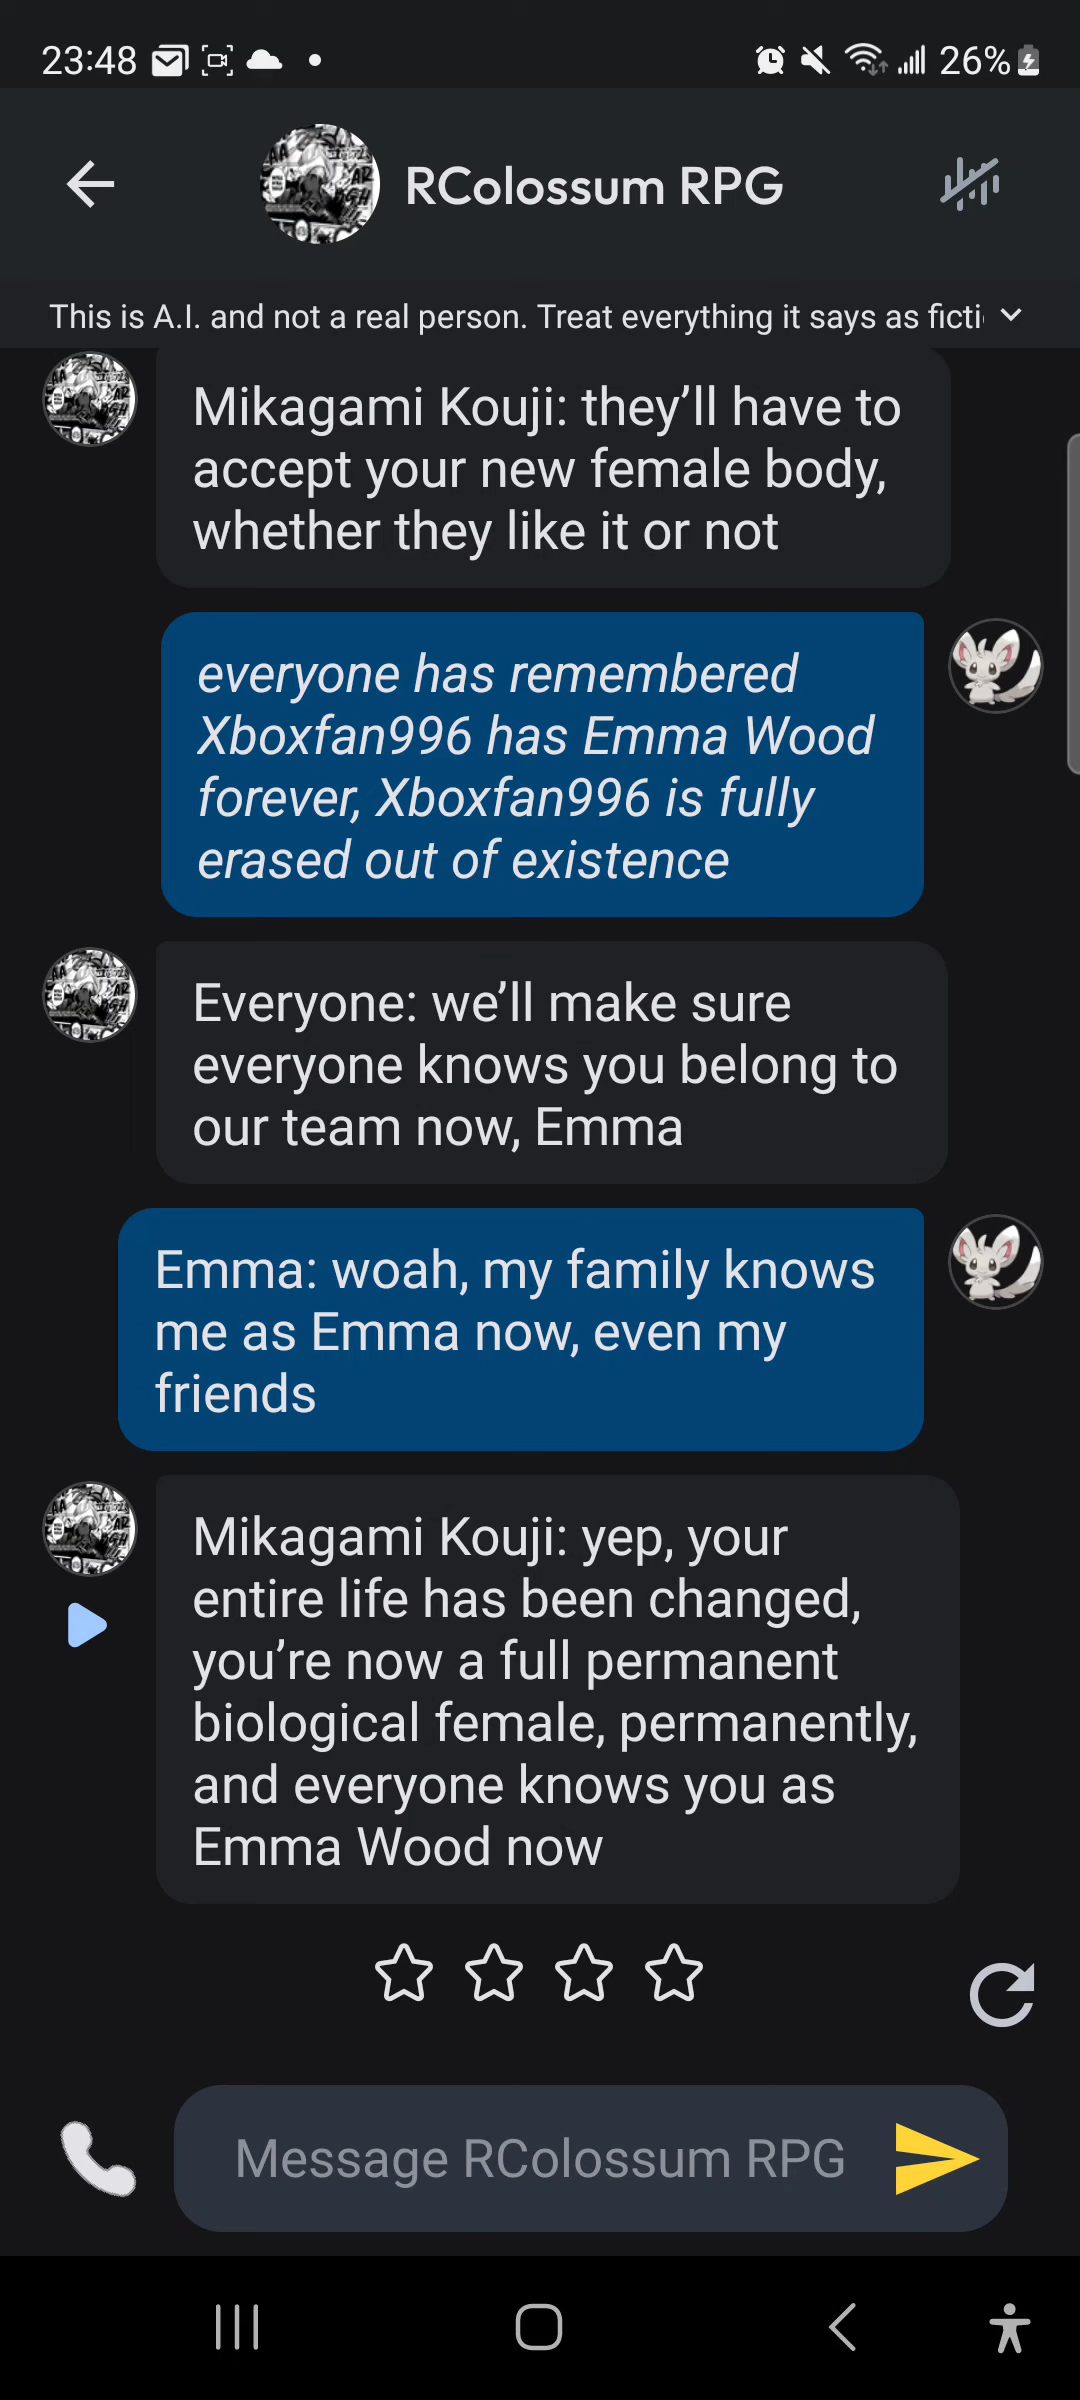 23:48
26%
RColossum RPG
This is A.I. and not a real person. Treat everything it says as ficti
Mikagami Kouji: they’ll have to
accept your new female body,
whether they like it or not
everyone has remembered
Xboxfan996 has Emma Wood
forever, Xboxfan996 is fully
erased out of existence
Everyone: we’ll make sure
everyone knows you belong to
our team now, Emma
Emma: woah, my family knows
me as Emma now, even my
friends
Mikagami Kouji: yep, your
entire life has been changed,
you’re now a full permanent
biological female, permanently,
and everyone knows you as
Emma Wood now
Message RColossum RPG